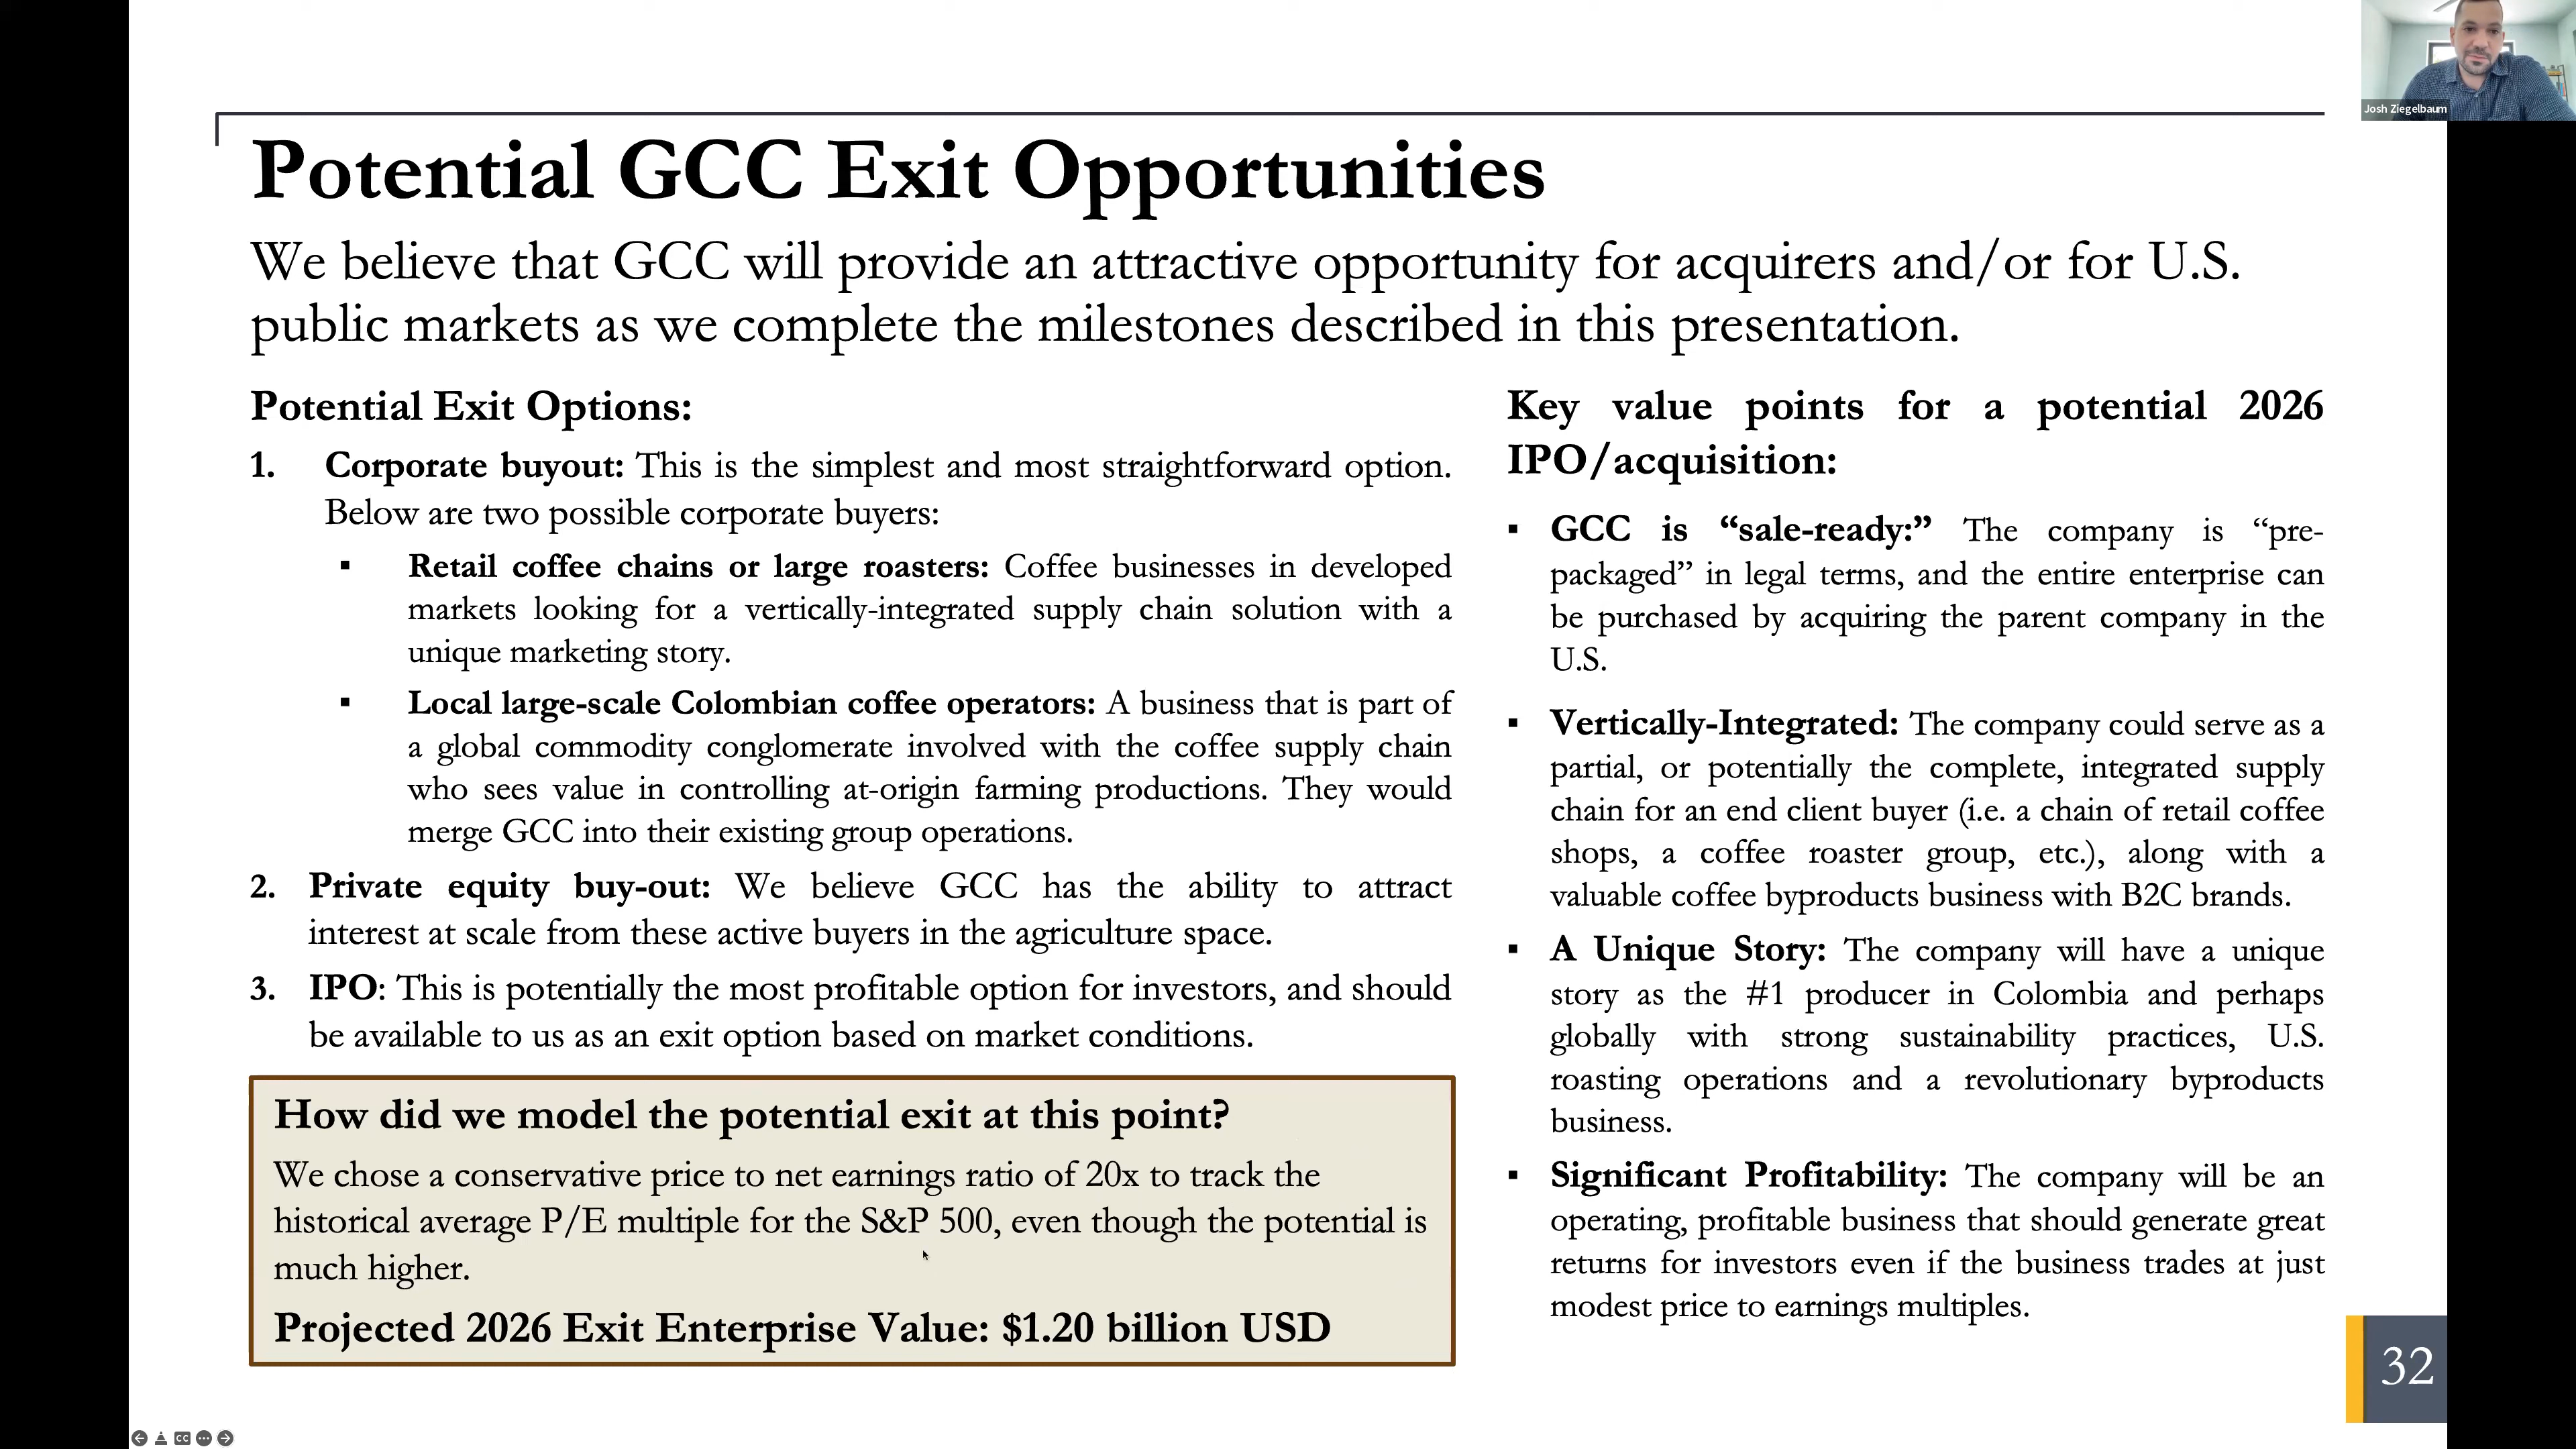 Josh Ziegelbaum
Potential GCC Exit Opportunities
We believe that GCC will provide an attractive opportunity for acquirers and/or for U.S.
public markets as we complete the milestones described in this presentation.
Potential Exit Options:
1. Corporate buyout: This is the simplest and most straightforward option.
Below are two possible corporate buyers:
▪ Retail coffee chains or large roasters: Coffee businesses in developed
markets looking for a vertically-integrated supply chain solution with a
unique marketing story.
▪ Local large-scale Colombian coffee operators: A business that is part of
a global commodity conglomerate involved with the coffee supply chain
who sees value in controlling at-origin farming productions. They would
merge GCC into their existing group operations.
2. Private equity buy-out: We believe GCC has the ability to attract
interest at scale from these active buyers in the agriculture space.
3. IPO: This is potentially the most profitable option for investors, and should
be available to us as an exit option based on market conditions.
How did we model the potential exit at this point?
We chose a conservative price to net earnings ratio of 20x to track the
historical average P/E multiple for the S&P 500, even though the potential is
much higher.
Projected 2026 Exit Enterprise Value: $1.20 billion USD
Key value points for a potential 2026
IPO/acquisition:
▪ GCC is “sale-ready:” The company is “pre-
packaged” in legal terms, and the entire enterprise can
be purchased by acquiring the parent company in the
U.S.
▪ Vertically-Integrated: The company could serve as a
partial, or potentially the complete, integrated supply
chain for an end client buyer (i.e. a chain of retail coffee
shops, a coffee roaster group, etc.), along with a
valuable coffee byproducts business with B2C brands.
▪ A Unique Story: The company will have a unique
story as the #1 producer in Colombia and perhaps
globally with strong sustainability practices, U.S.
roasting operations and a revolutionary byproducts
business.
▪ Significant Profitability: The company will be an
operating, profitable business that should generate great
returns for investors even if the business trades at just
modest price to earnings multiples.
32
CC